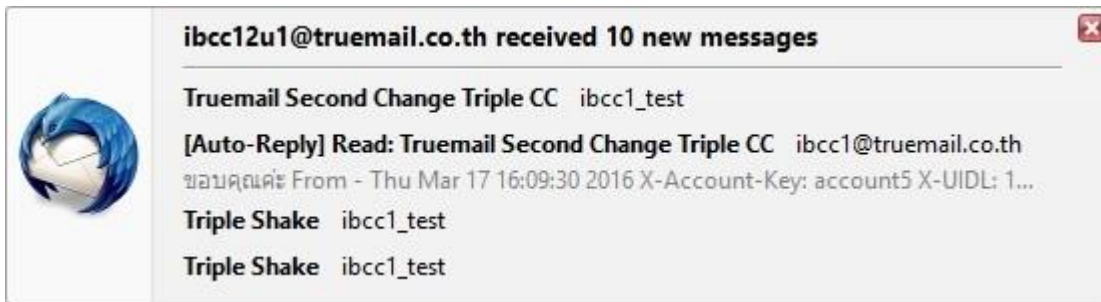 ibcc12u1@truemail.co.th received 10 new messages
Truemail Second Change Triple CC ibcc1_test
[Auto-Reply] Read: Truemail Second Change Triple CC ibcc1@truemail.co.th
ขอบคุณค่ะ From - Thu Mar 17 16:09:30 2016 X-Account-Key: account5 X-UIDL: 1...
Triple Shake ibcc1_test
Triple Shake ibcc1_test